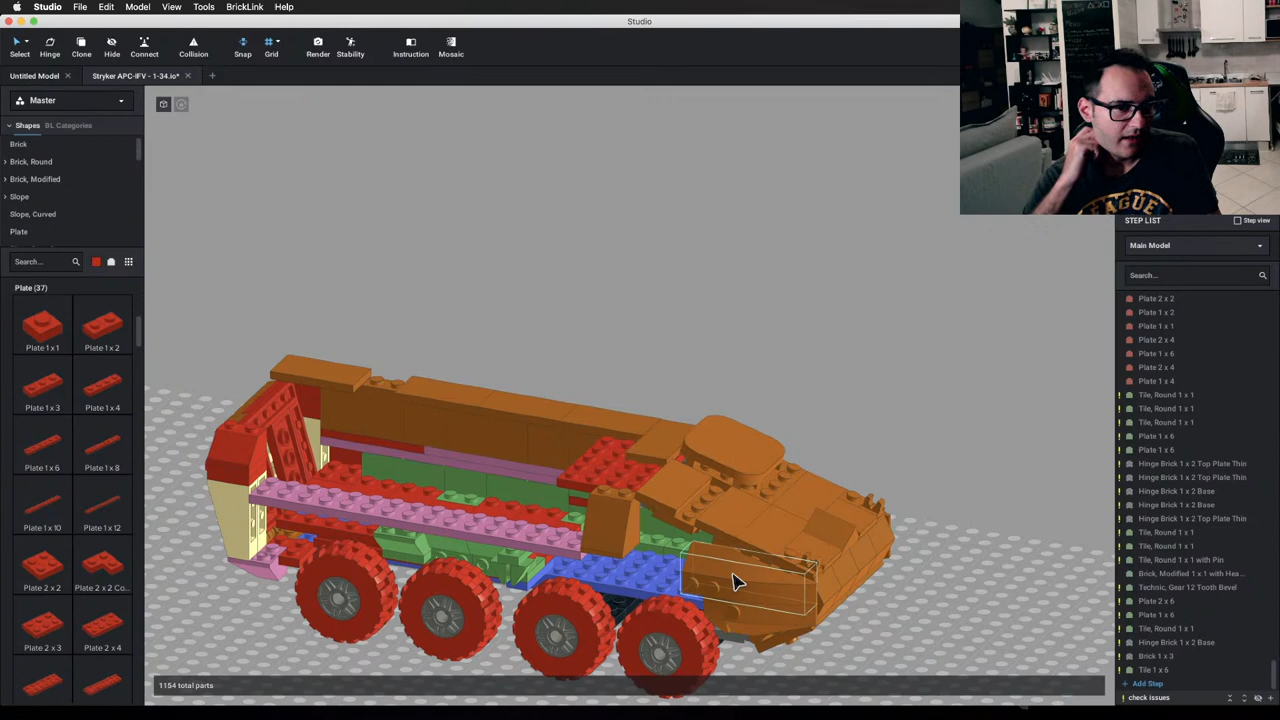 Studio File Edit Model View Tools BrickLink Help
Studio
Select Hinge Clone Hide Connect Collision Snap Grid Render Stability Instruction Mosaic
Untitled Model Stryker APC-IFV - 1-34.io*
Master
Shapes BL Categories
Brick
Brick, Round
Brick, Modified
Slope
Slope, Curved
Plate
Search...
Plate (37)
Plate 1 x 1 Plate 1 x 2
Plate 1 x 3 Plate 1 x 4
Plate 1 x 6 Plate 1 x 8
Plate 1 x 10 Plate 1 x 12
Plate 2 x 2 Plate 2 x 2 Co...
Plate 2 x 3 Plate 2 x 4
1154 total parts
LEAGUE
STEP LIST Step view
Main Model
Search...
Plate 2 x 2
Plate 1 x 2
Plate 1 x 1
Plate 2 x 4
Plate 1 x 6
Plate 2 x 4
Plate 1 x 4
Tile, Round 1 x 1
Tile, Round 1 x 1
Tile, Round 1 x 1
Plate 1 x 6
Plate 1 x 6
Hinge Brick 1 x 2 Top Plate Thin
Hinge Brick 1 x 2 Top Plate Thin
Hinge Brick 1 x 2 Base
Hinge Brick 1 x 2 Base
Hinge Brick 1 x 2 Top Plate Thin
Tile, Round 1 x 1
Tile, Round 1 x 1
Tile, Round 1 x 1 with Pin
Brick, Modified 1 x 1 with Hea...
Technic, Gear 12 Tooth Bevel
Plate 2 x 6
Plate 1 x 6
Tile, Round 1 x 1
Hinge Brick 1 x 2 Base
Brick 1 x 3
Tile 1 x 6
+ Add Step
! check issues